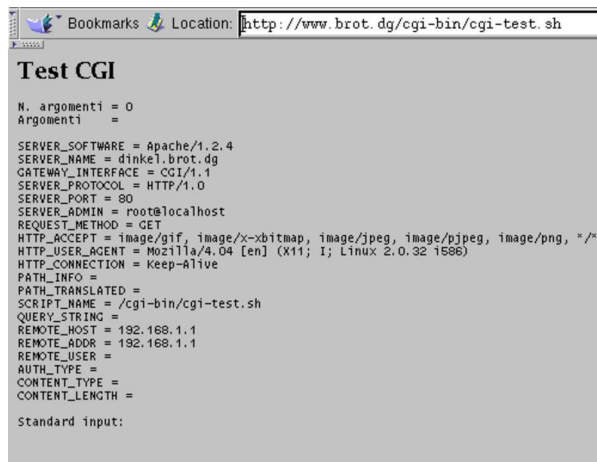 Bookmarks Location: http://www.brot.dg/cgi-bin/cgi-test.sh
Test CGI
N. argomenti = 0
Argomenti =
SERVER_SOFTWARE = Apache/1.2.4
SERVER_NAME = dinkel.brot.dg
GATEWAY_INTERFACE = CGI/1.1
SERVER_PROTOCOL = HTTP/1.0
SERVER_PORT = 80
SERVER_ADMIN = root@localhost
REQUEST_METHOD = GET
HTTP_ACCEPT = image/gif, image/x-xbitmap, image/jpeg, image/pjpeg, image/png, */*
HTTP_USER_AGENT = Mozilla/4.04 [en] (X11; I; Linux 2.0.32 i586)
HTTP_CONNECTION = Keep-Alive
PATH_INFO =
PATH_TRANSLATED =
SCRIPT_NAME = /cgi-bin/cgi-test.sh
QUERY_STRING =
REMOTE_HOST = 192.168.1.1
REMOTE_ADDR = 192.168.1.1
REMOTE_USER =
AUTH_TYPE =
CONTENT_TYPE =
CONTENT_LENGTH =
Standard input: